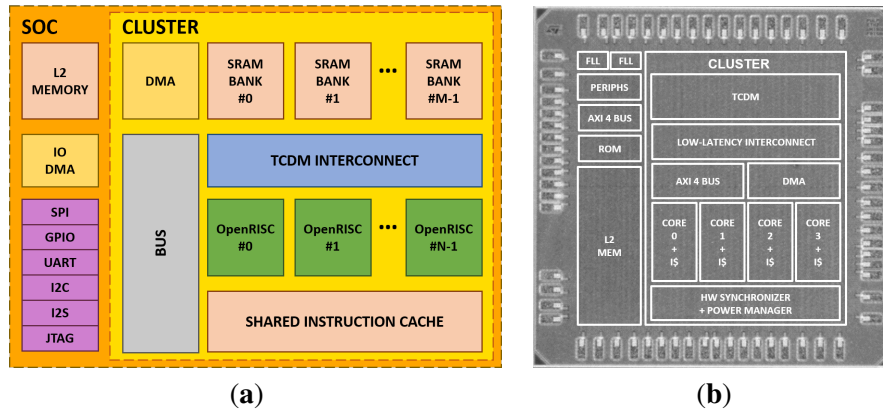 SOC
CLUSTER
L2
MEMORY
DMA
SRAM
BANK
#0
SRAM
BANK
#1
•••
SRAM
BANK
#M-1
IO
DMA
BUS
TCDM INTERCONNECT
SPI
GPIO
UART
I2C
I2S
JTAG
OpenRISC
#0
OpenRISC
#1
•••
OpenRISC
#N-1
SHARED INSTRUCTION CACHE
(a)
FLL
FLL
PERIPHS
AXI 4 BUS
ROM
L2
MEM
CLUSTER
TCDM
LOW-LATENCY INTERCONNECT
AXI 4 BUS
DMA
CORE
0
+
I$
CORE
1
+
I$
CORE
2
+
I$
CORE
3
+
I$
HW SYNCHRONIZER
+ POWER MANAGER
(b)